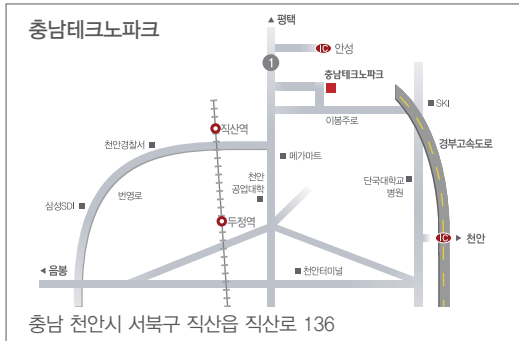 충남테크노파크
▲ 평택
IC 안성
1
충남테크노파크
SKI
이봉주로
직산역
경부고속도로
천안경찰서
메가마트
천안
공업대학
단국대학교
병원
번영로
삼성SDI
두정역
IC ▶ 천안
◀ 음봉
천안터미널
충남 천안시 서북구 직산읍 직산로 136